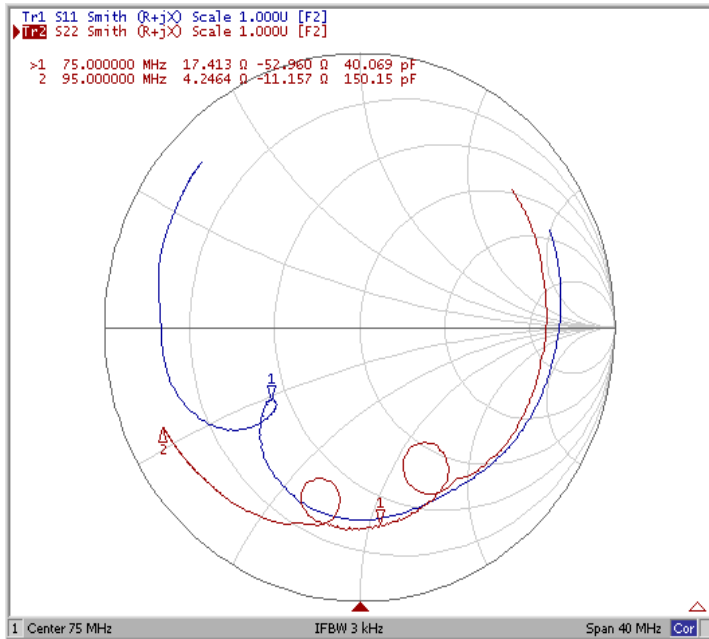 Tr1 S11 Smith (R+jX) Scale 1.000U [F2]
Tr2 S22 Smith (R+jX) Scale 1.000U [F2]
>1 75.000000 MHz 17.413 Ω -52.960 Ω 40.069 pF
2 95.000000 MHz 4.2464 Ω -11.157 Ω 150.15 pF
1
1
2
1 Center 75 MHz IFBW 3 kHz Span 40 MHz Cor